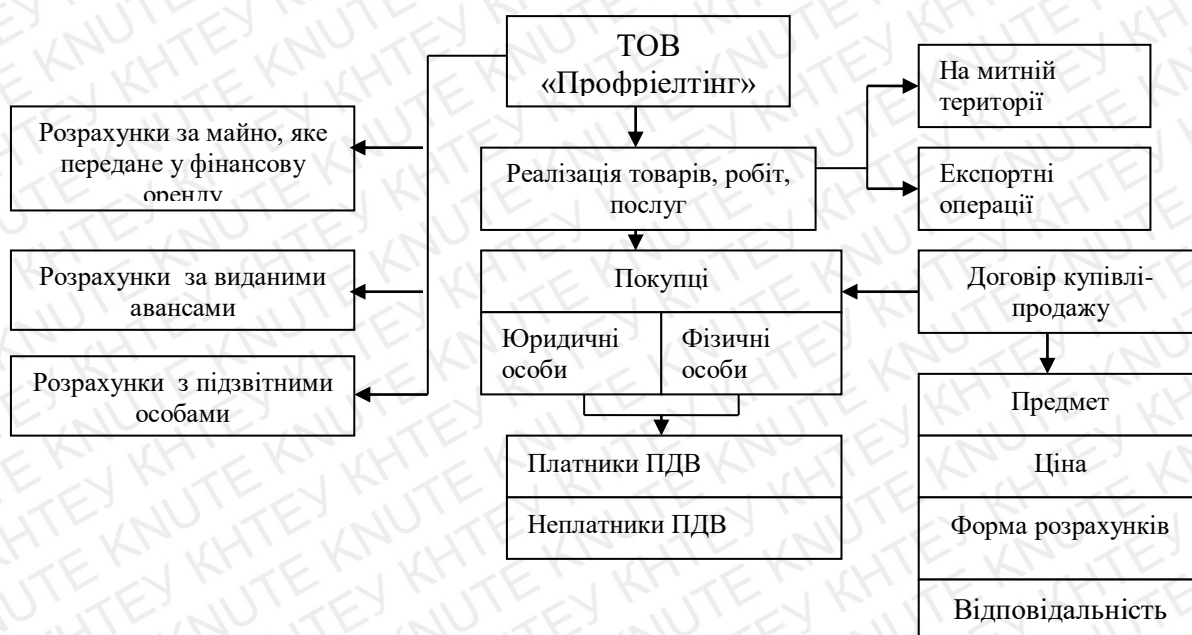 ТОВ
«Профріелтінг»
На митній
території
Розрахунки за майно, яке
передане у фінансову
оренду
Реалізація товарів, робіт,
послуг
Експортні
операції
Розрахунки за виданими
авансами
Покупці
Договір купівлі-
продажу
Юридичні
особи
Фізичні
особи
Розрахунки з підзвітними
особами
Предмет
Платники ПДВ
Ціна
Неплатники ПДВ
Форма розрахунків
Відповідальність
KNUTE КНТЕУ